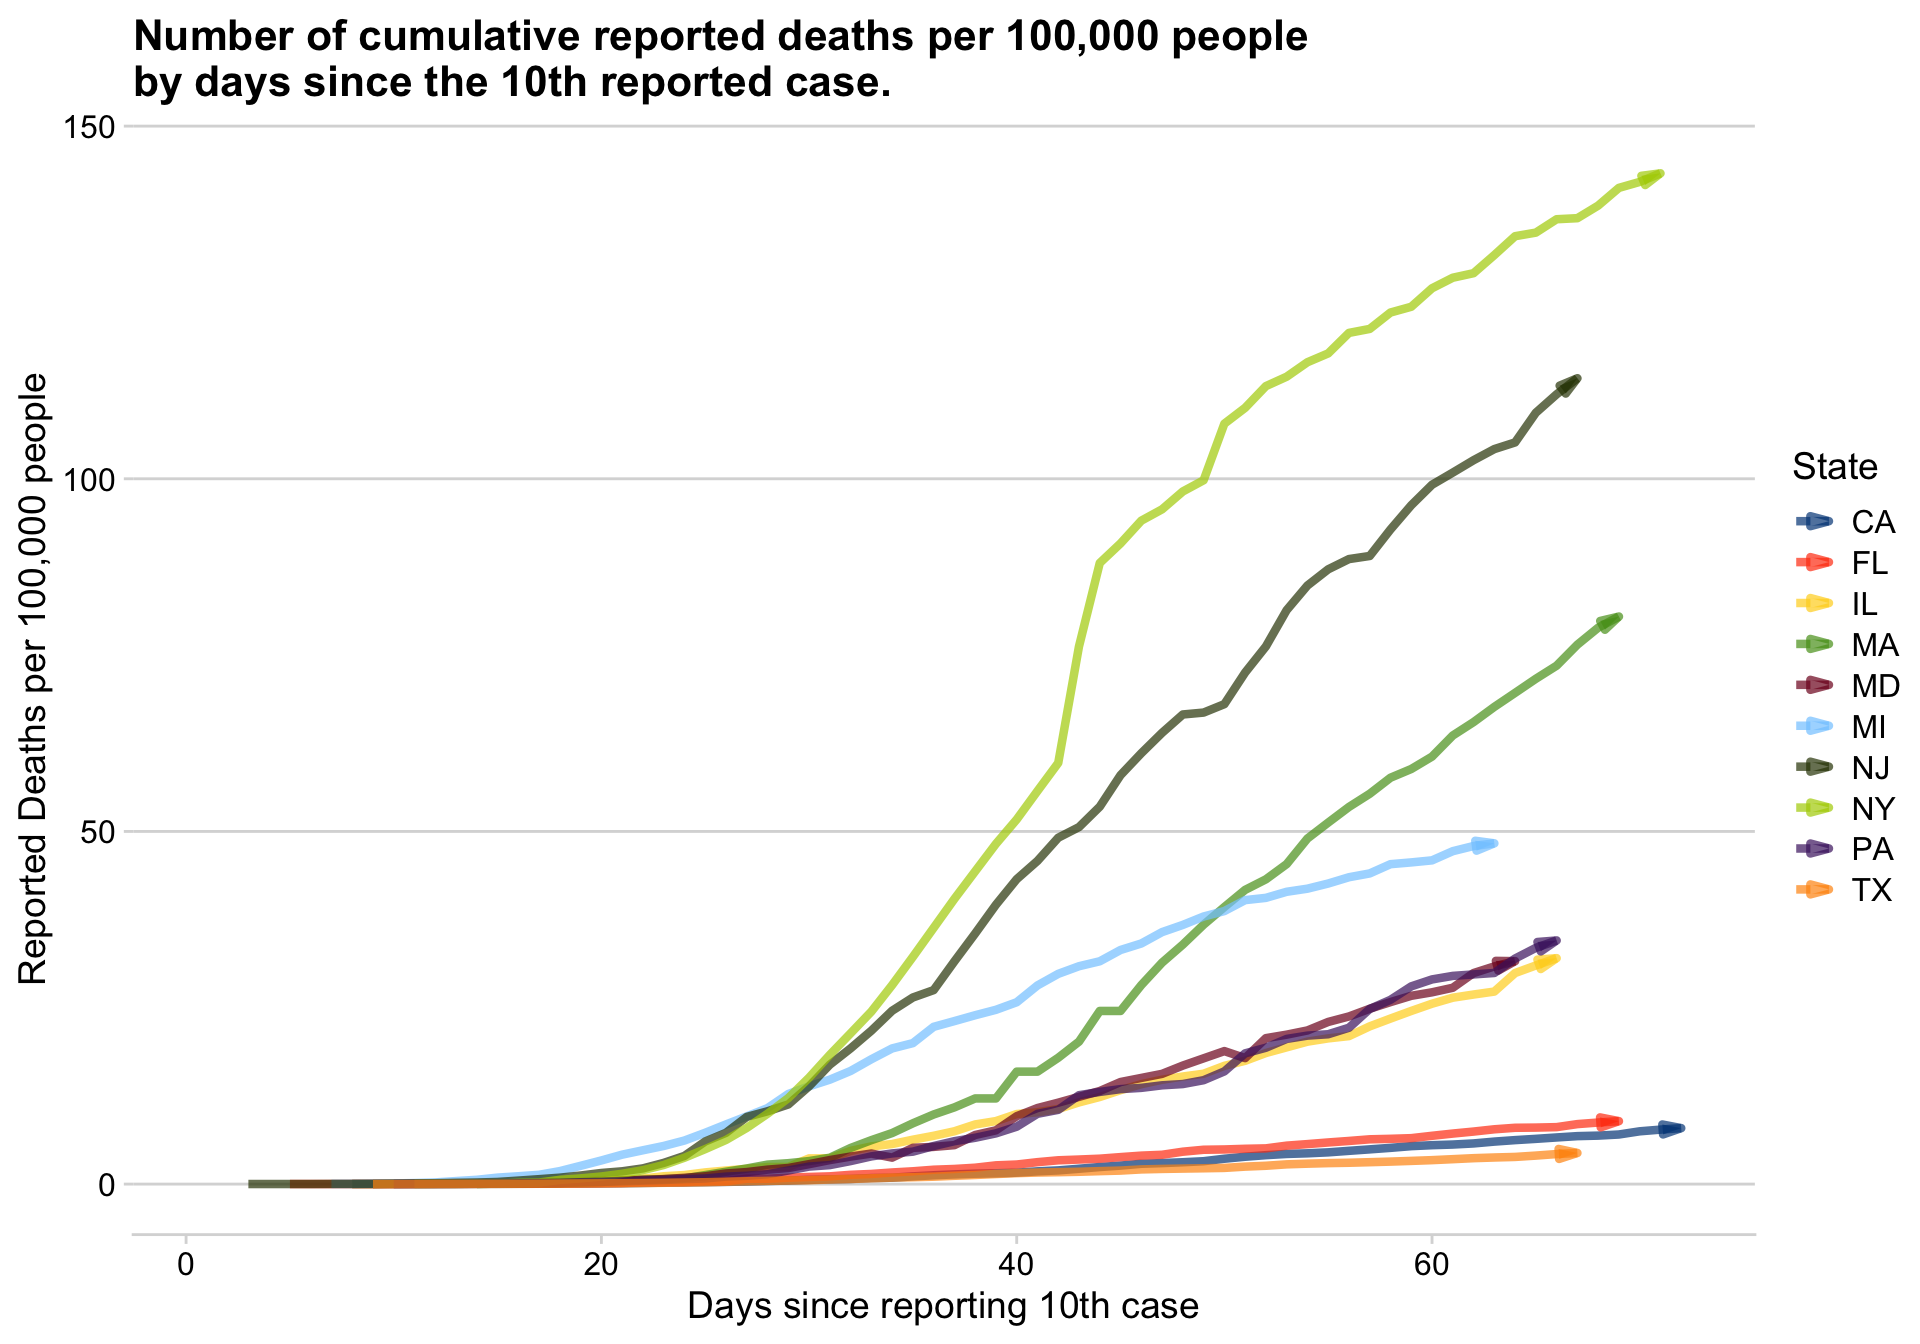 Number of cumulative reported deaths per 100,000 people
by days since the 10th reported case.
150
100
50
0
Reported Deaths per 100,000 people
0 20 40 60
Days since reporting 10th case
State
CA
FL
IL
MA
MD
MI
NJ
NY
PA
TX